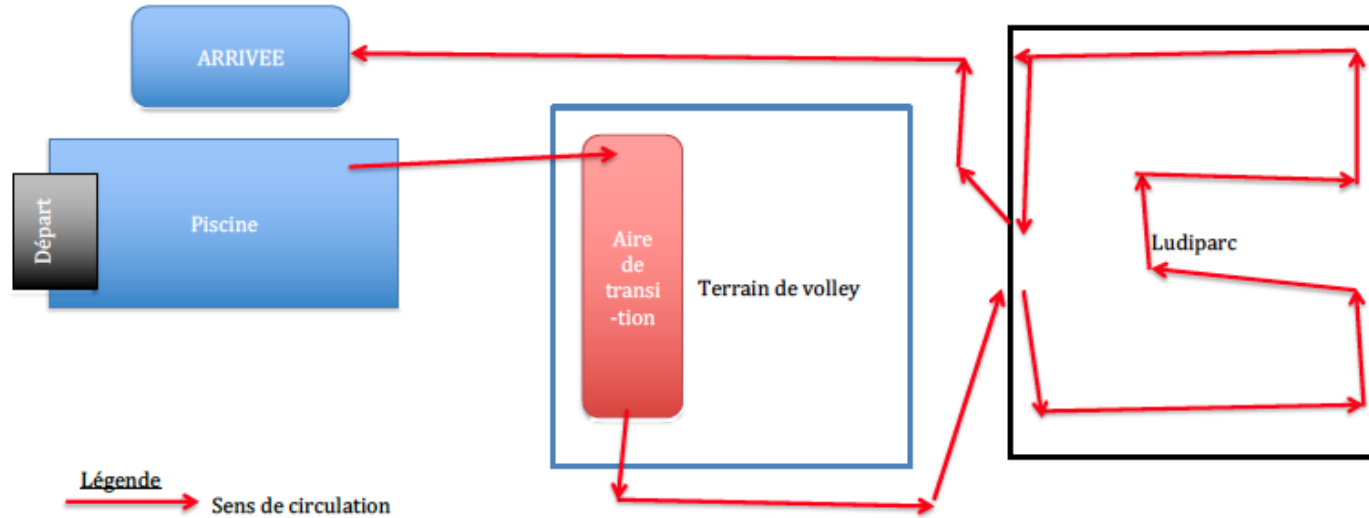 ARRIVEE
Départ
Piscine
Aire
de
transi
-tion
Terrain de volley
Ludiparc
Légende
Sens de circulation